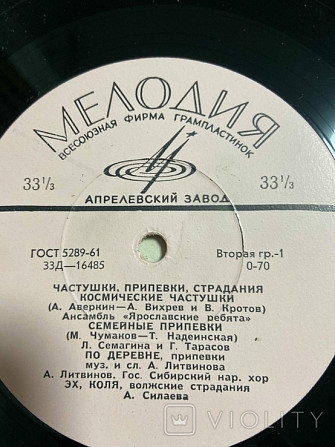 МЕЛОДИЯ
ВСЕСОЮЗНАЯ ФИРМА ГРАМПЛАСТИНОК
33⅓ 33⅓
АПРЕЛЕВСКИЙ ЗАВОД
ГОСТ 5289-61 Вторая гр.-1
33Д—16485 0-70
ЧАСТУШКИ, ПРИПЕВКИ, СТРАДАНИЯ
КОСМИЧЕСКИЕ ЧАСТУШКИ
(А. Аверкин—А. Вихрев и В. Кротов)
Ансамбль «Ярославские ребята»
СЕМЕЙНЫЕ ПРИПЕВКИ
(М. Чумаков—Т. Надеинская)
Л. Семагина и Г. Тарасов
ПО ДЕРЕВНЕ, припевки
муз. и сл. А. Литвинова
А. Литвинов, Гос. Сибирский нар. хор
ЭХ, КОЛЯ, волжские страдания
А. Силаева
VIOLITY